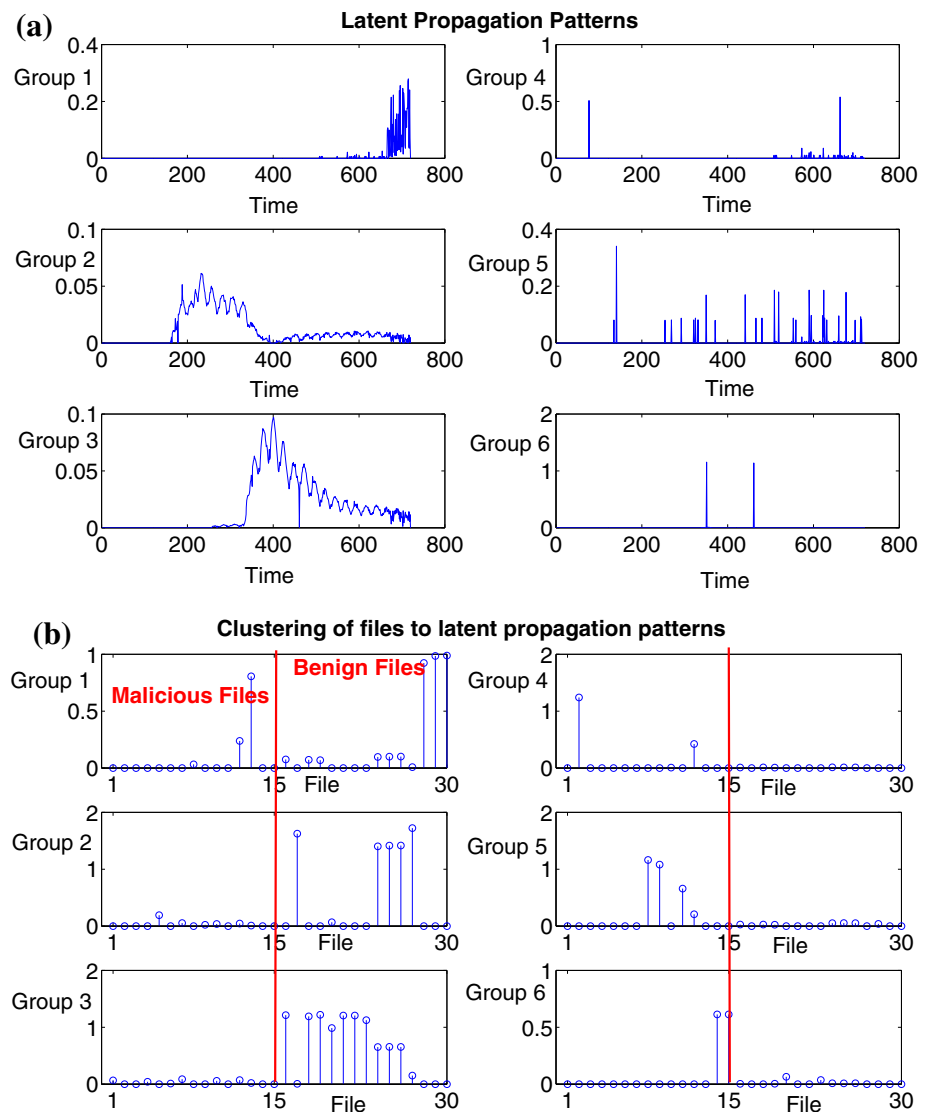 (a)
Latent Propagation Patterns
Group 1
0.4
0.2
0
0 200 400 600 800
Time
Group 4
1
0.5
0
0 200 400 600 800
Time
Group 2
0.1
0.05
0
0 200 400 600 800
Time
Group 5
0.4
0.2
0
0 200 400 600 800
Time
Group 3
0.1
0.05
0
0 200 400 600 800
Time
Group 6
2
1
0
0 200 400 600 800
Time
(b)
Clustering of files to latent propagation patterns
Group 1
1
0.5
0
Malicious Files
Benign Files
1 15 30
File
Group 4
2
1
0
1 15 30
File
Group 2
2
1
0
1 15 30
File
Group 5
2
1
0
1 15 30
File
Group 3
2
1
0
1 15 30
File
Group 6
1
0.5
0
1 15 30
File